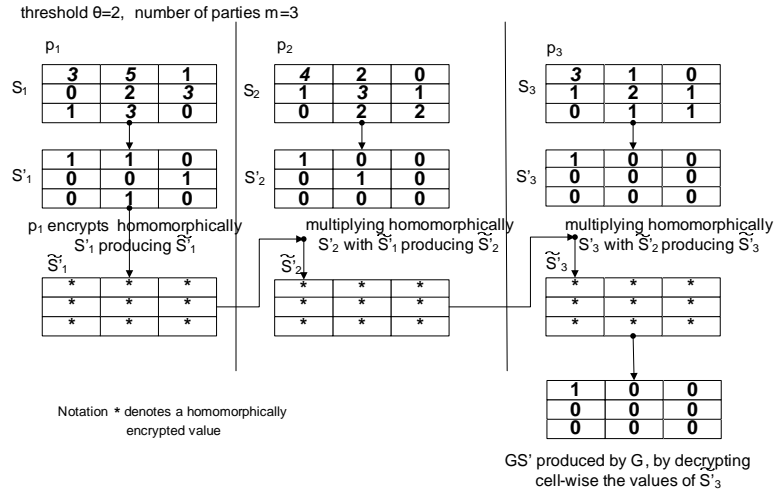 threshold θ=2, number of parties m=3
p1
p2
p3
S1
3 5 1
0 2 3
1 3 0
S2
4 2 0
1 3 1
0 2 2
S3
3 1 0
1 2 1
0 1 1
S'1
1 1 0
0 0 1
0 1 0
S'2
1 0 0
0 1 0
0 0 0
S'3
1 0 0
0 0 0
0 0 0
p1 encrypts homomorphically
S'1 producing S̃'1
multiplying homomorphically
S'2 with S̃'1 producing S̃'2
multiplying homomorphically
S'3 with S̃'2 producing S̃'3
S̃'1
* * *
* * *
* * *
S̃'2
* * *
* * *
* * *
S̃'3
* * *
* * *
* * *
1 0 0
0 0 0
0 0 0
Notation * denotes a homomorphically
encrypted value
GS' produced by G, by decrypting
cell-wise the values of S̃'3